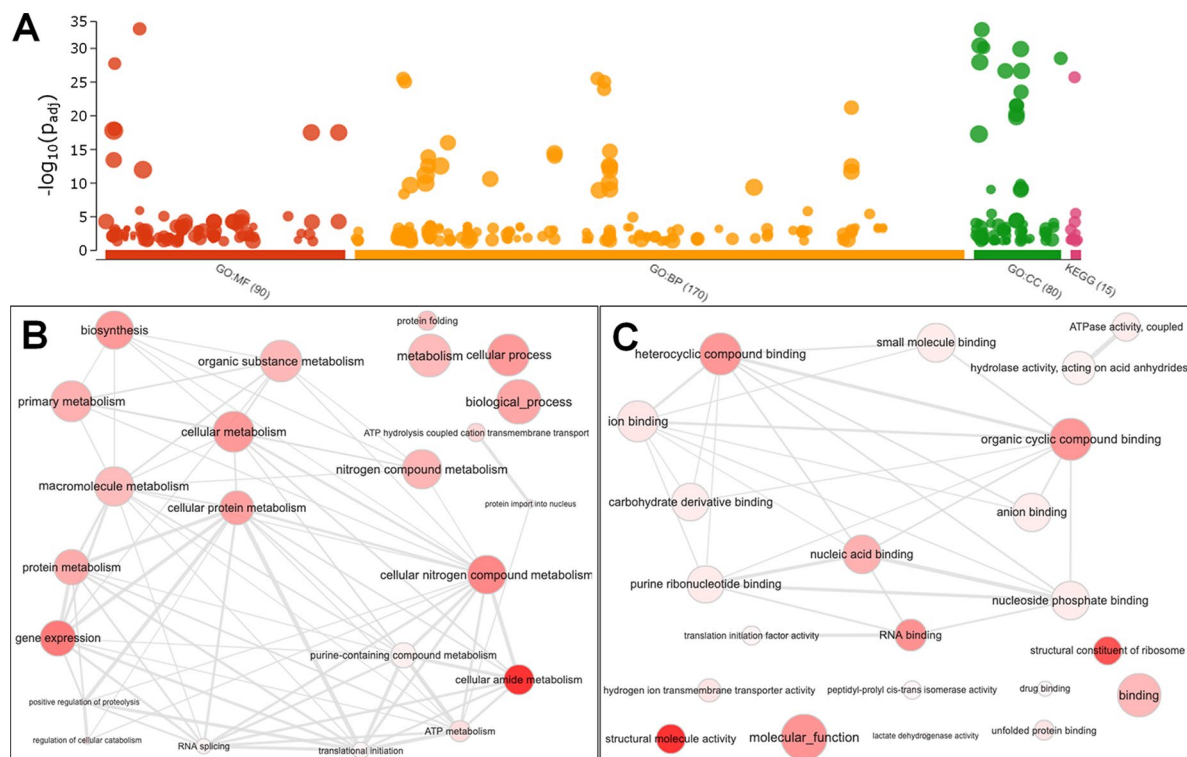 A
-log10(padj)
35
30
25
20
15
10
5
0
GO:MF (90)
GO:BP (170)
GO:CC (80)
KEGG (15)
B
biosynthesis
protein folding
organic substance metabolism
metabolism
cellular process
primary metabolism
biological_process
cellular metabolism
ATP hydrolysis coupled cation transmembrane transport
nitrogen compound metabolism
macromolecule metabolism
protein import into nucleus
cellular protein metabolism
protein metabolism
cellular nitrogen compound metabolism
gene expression
purine-containing compound metabolism
cellular amide metabolism
positive regulation of proteolysis
ATP metabolism
regulation of cellular catabolism
RNA splicing
translational initiation
C
ATPase activity, coupled
small molecule binding
heterocyclic compound binding
hydrolase activity, acting on acid anhydrides
ion binding
organic cyclic compound binding
carbohydrate derivative binding
anion binding
nucleic acid binding
purine ribonucleotide binding
nucleoside phosphate binding
translation initiation factor activity
RNA binding
structural constituent of ribosome
hydrogen ion transmembrane transporter activity
peptidyl-prolyl cis-trans isomerase activity
drug binding
binding
unfolded protein binding
structural molecule activity
molecular_function
lactate dehydrogenase activity